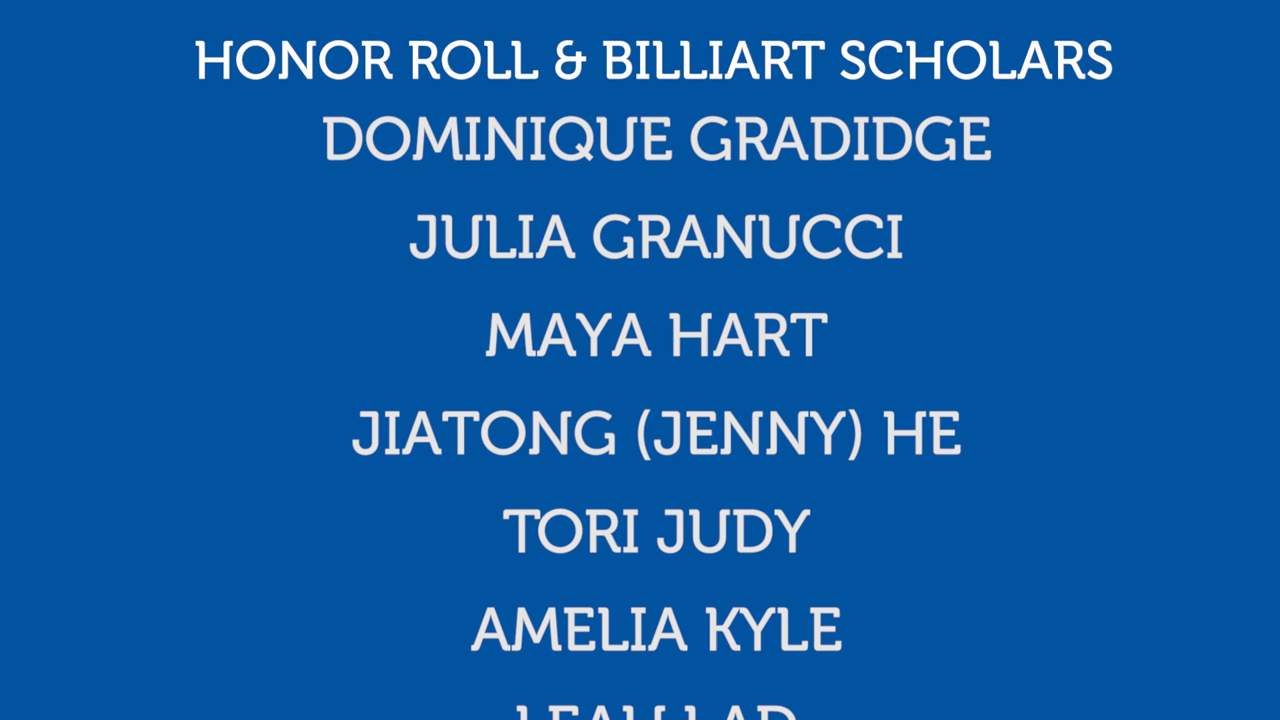 HONOR ROLL & BILLIART SCHOLARS
DOMINIQUE GRADIDGE
JULIA GRANUCCI
MAYA HART
JIATONG (JENNY) HE
TORI JUDY
AMELIA KYLE